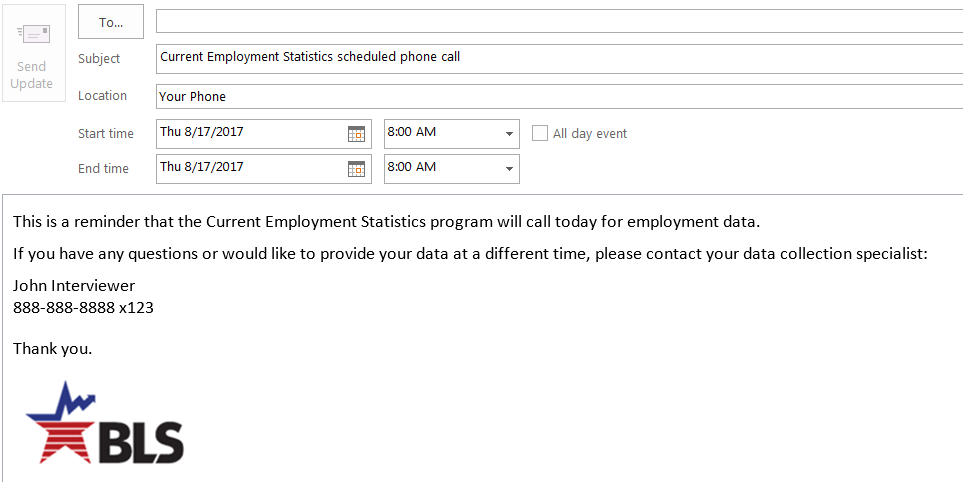 To...
Send
Update
Subject
Current Employment Statistics scheduled phone call
Location
Your Phone
Start time
Thu 8/17/2017
8:00 AM
All day event
End time
Thu 8/17/2017
8:00 AM
This is a reminder that the Current Employment Statistics program will call today for employment data.
If you have any questions or would like to provide your data at a different time, please contact your data collection specialist:
John Interviewer
888-888-8888 x123
Thank you.
BLS